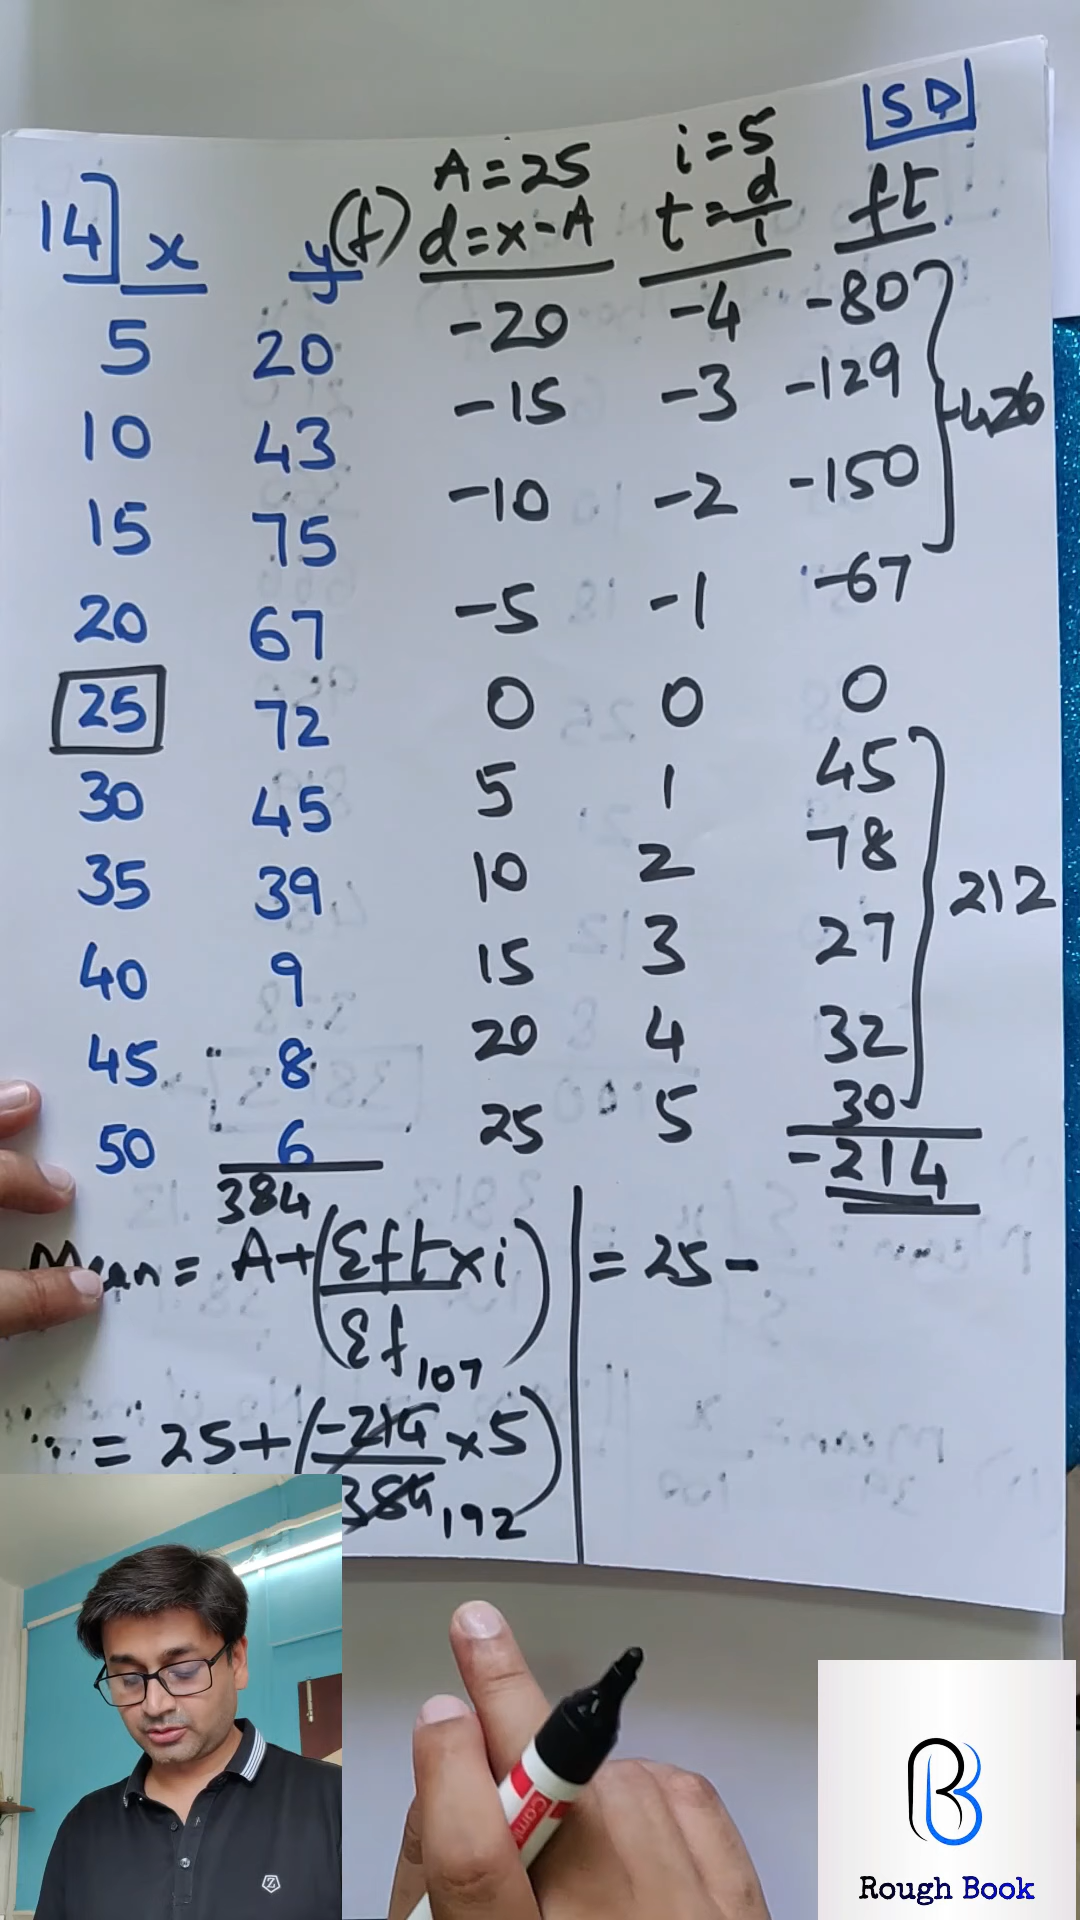 SD
A=25 i=5
14] x y(f) d=x-A t=d/i ft
5 20 -20 -4 -80
10 43 -15 -3 -129 -426
15 75 -10 -2 -150
20 67 -5 -1 -67
25 72 0 0 0
30 45 5 1 45
35 39 10 2 78 212
40 9 15 3 27
45 8 20 4 32
50 6 25 5 30
384 -214
Mean = A+(Σft/Σf × i) = 25 -
107
= 25+(-214/384 × 5)
192
B
Rough Book